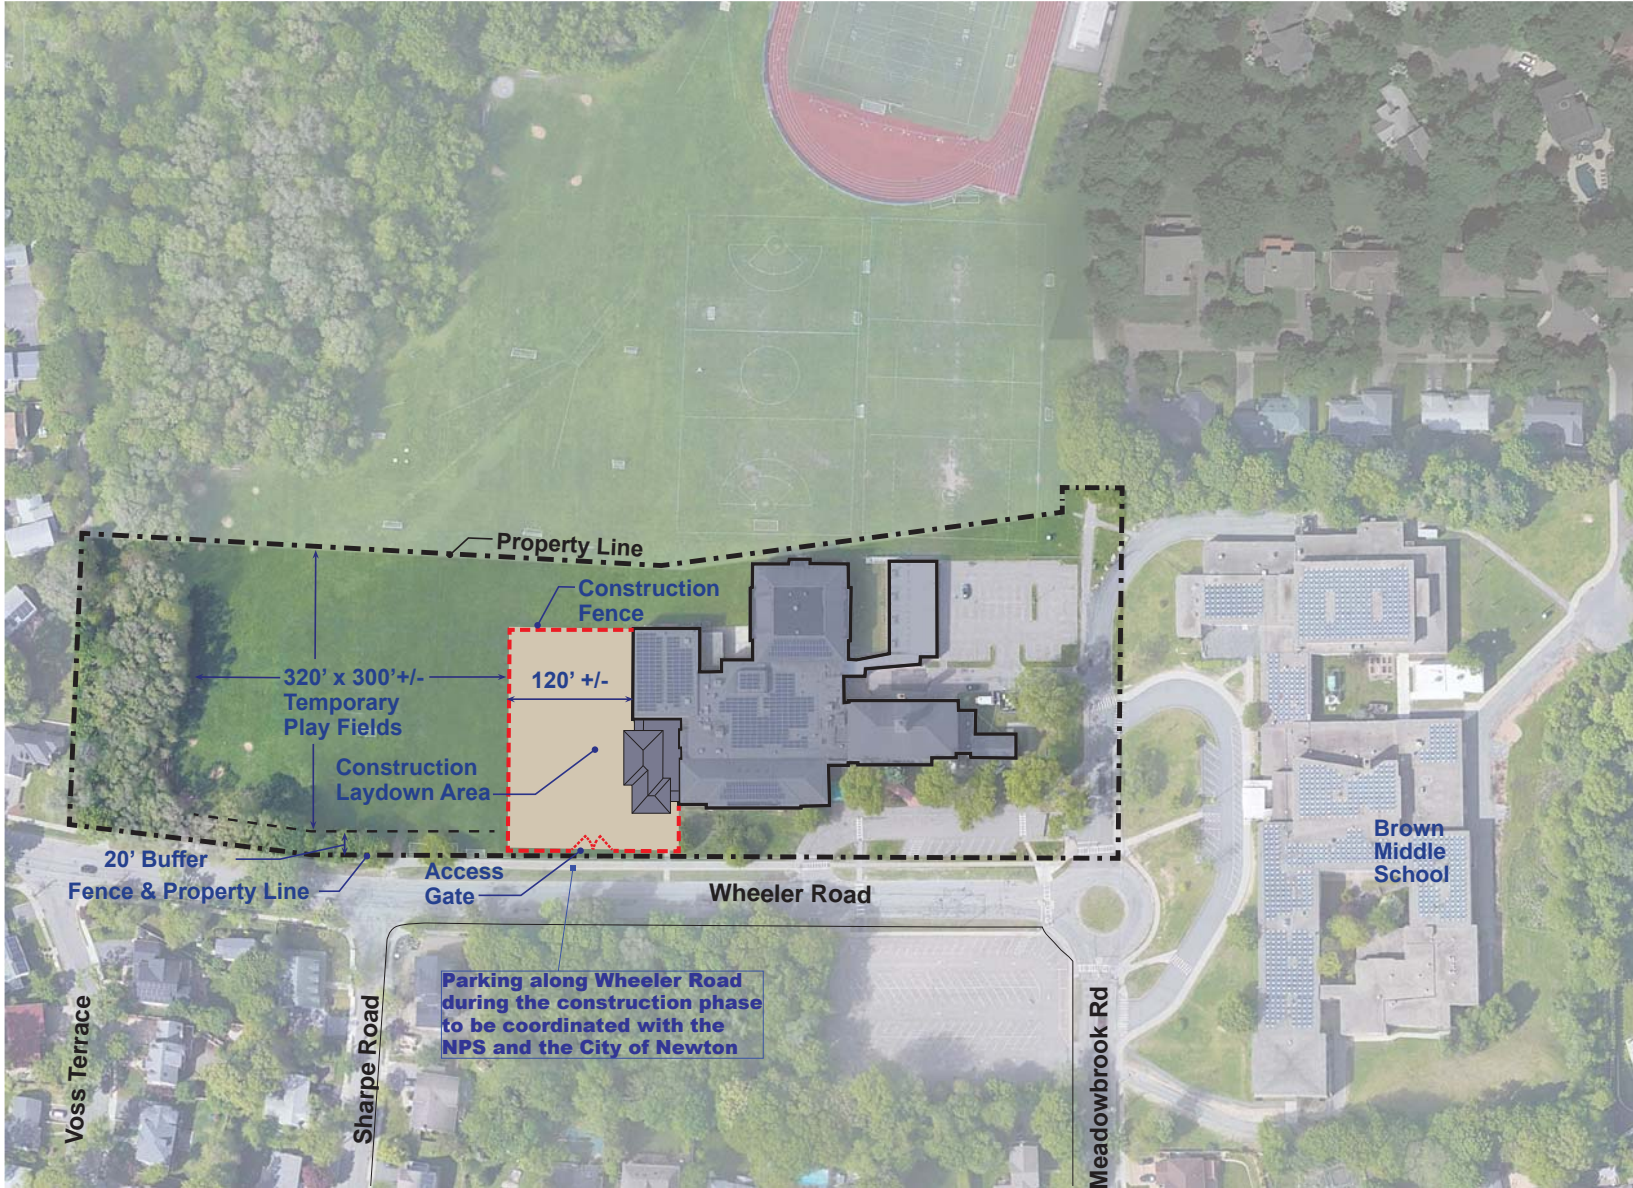 Property Line
Construction
Fence
320' x 300'+/-
Temporary
Play Fields
120' +/-
Construction
Laydown Area
20' Buffer
Fence & Property Line
Access
Gate
Wheeler Road
Brown
Middle
School
Parking along Wheeler Road
during the construction phase
to be coordinated with the
NPS and the City of Newton
Voss Terrace
Sharpe Road
Meadowbrook Rd